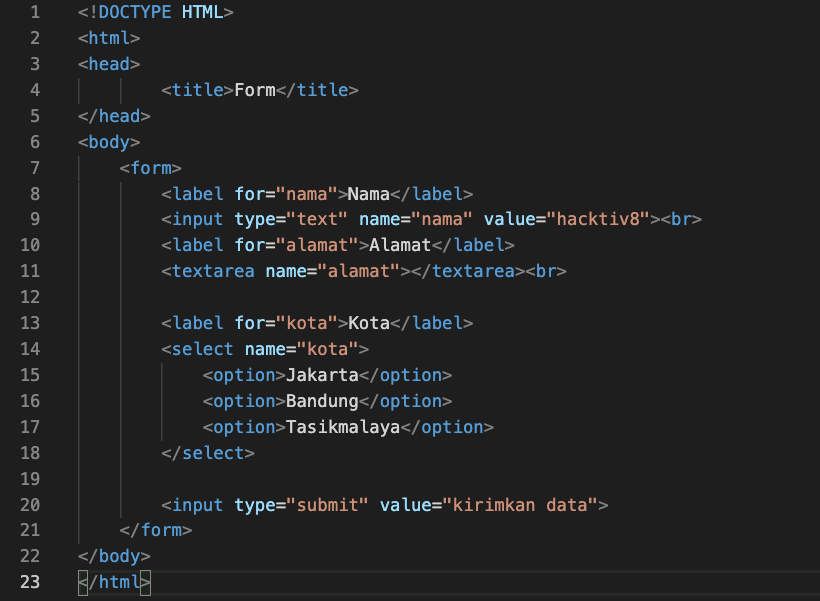 1 <!DOCTYPE HTML>
2 <html>
3 <head>
4 <title>Form</title>
5 </head>
6 <body>
7 <form>
8 <label for="nama">Nama</label>
9 <input type="text" name="nama" value="hacktiv8"><br>
10 <label for="alamat">Alamat</label>
11 <textarea name="alamat"></textarea><br>
12
13 <label for="kota">Kota</label>
14 <select name="kota">
15 <option>Jakarta</option>
16 <option>Bandung</option>
17 <option>Tasikmalaya</option>
18 </select>
19
20 <input type="submit" value="kirimkan data">
21 </form>
22 </body>
23 </html>